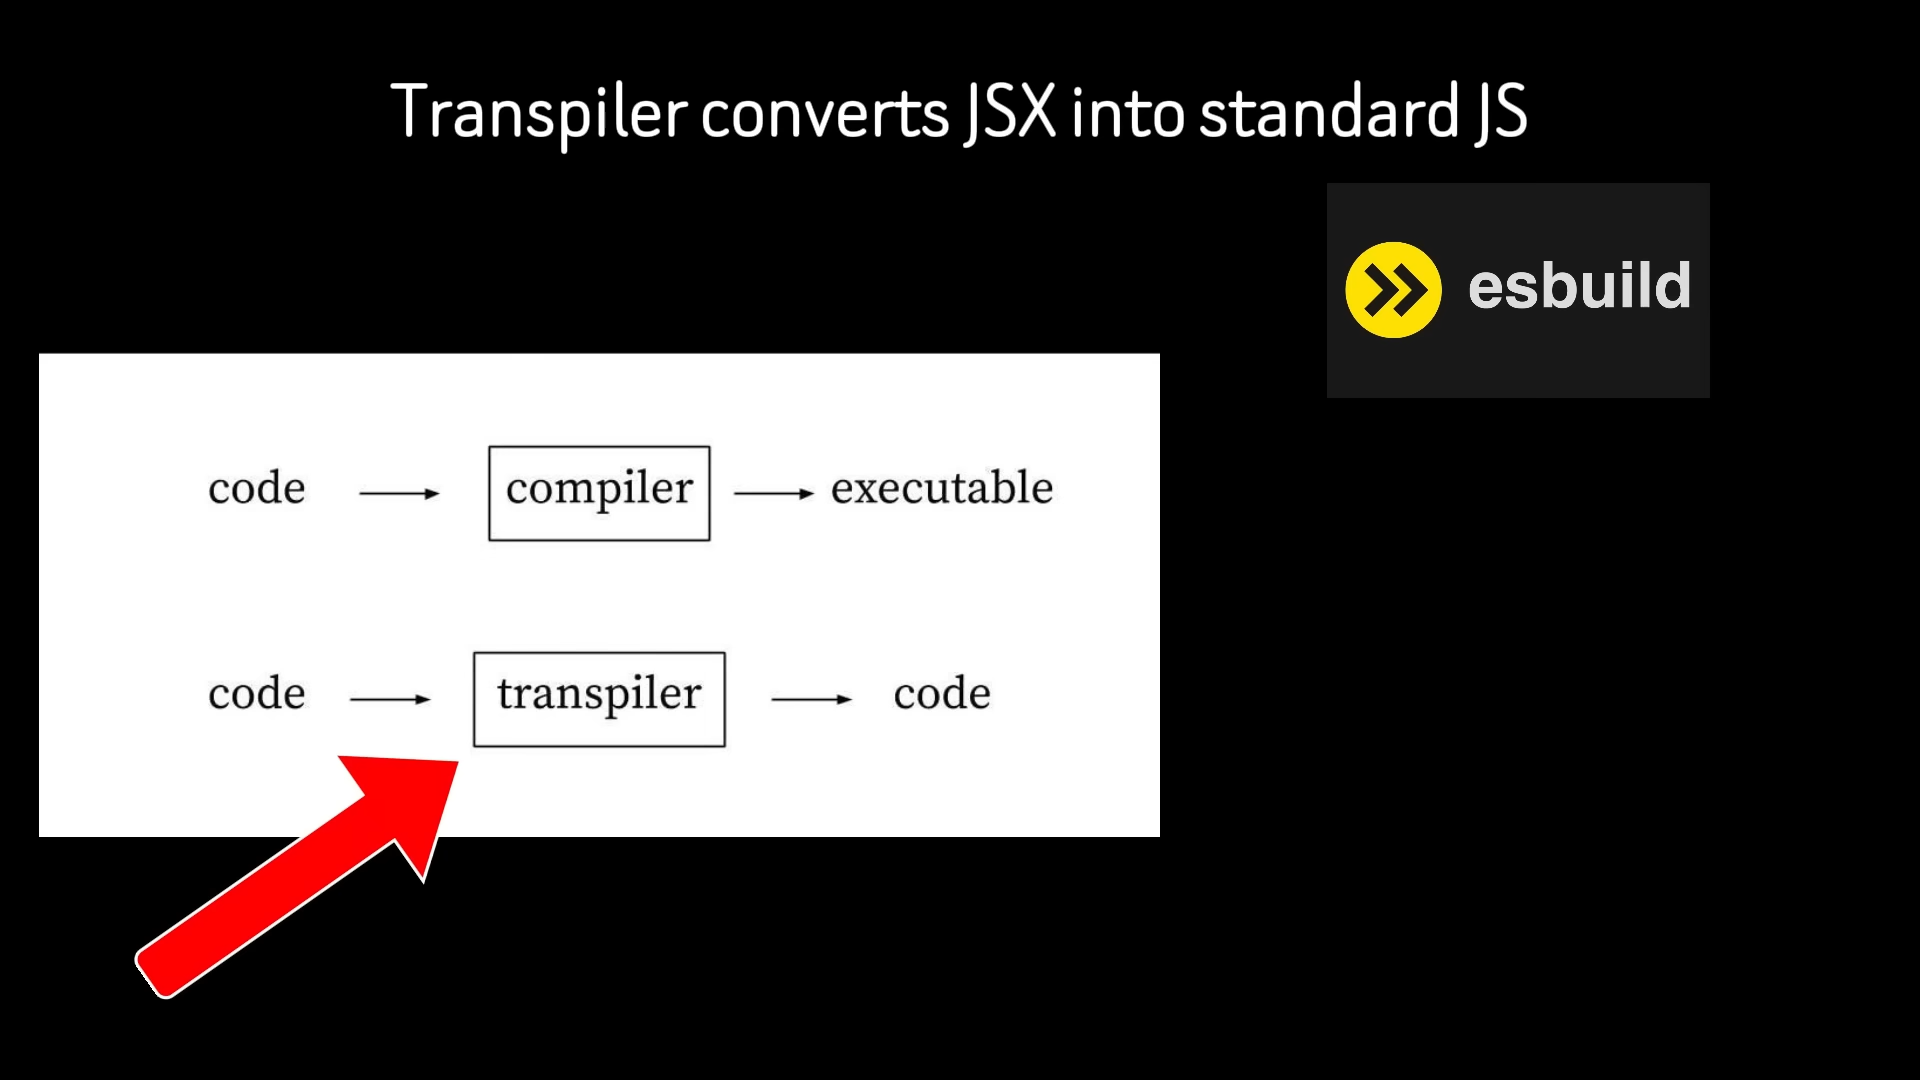 Transpiler converts JSX into standard JS
esbuild
code compiler executable
code transpiler code